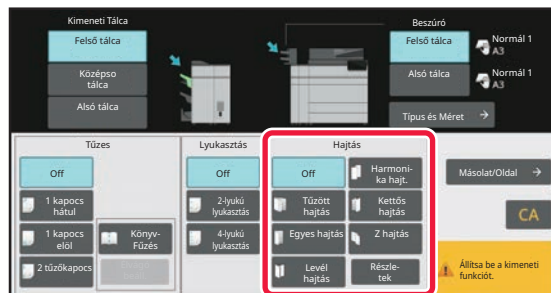 Kimeneti Tálca
Felső tálca
Középso
tálca
Alsó tálca
Beszúró
Felső tálca
Normál 1
A3
Alsó tálca
Normál 1
A3
Típus és Méret
Tűzes
Off
1 kapocs
hátul
1 kapocs
elöl
2 tűzőkapocs
Könyv-
Fűzés
Lyukasztás
Off
2-lyukú
lyukasztás
4-lyukú
lyukasztás
Hajtás
Off
Harmoni-
ka hajt.
Tűzött
hajtás
Kettős
hajtás
Egyes hajtás
Z hajtás
Levél
hajtás
Részle-
tek
Másolat/Oldal
CA
Állítsa be a kimeneti
funkciót.